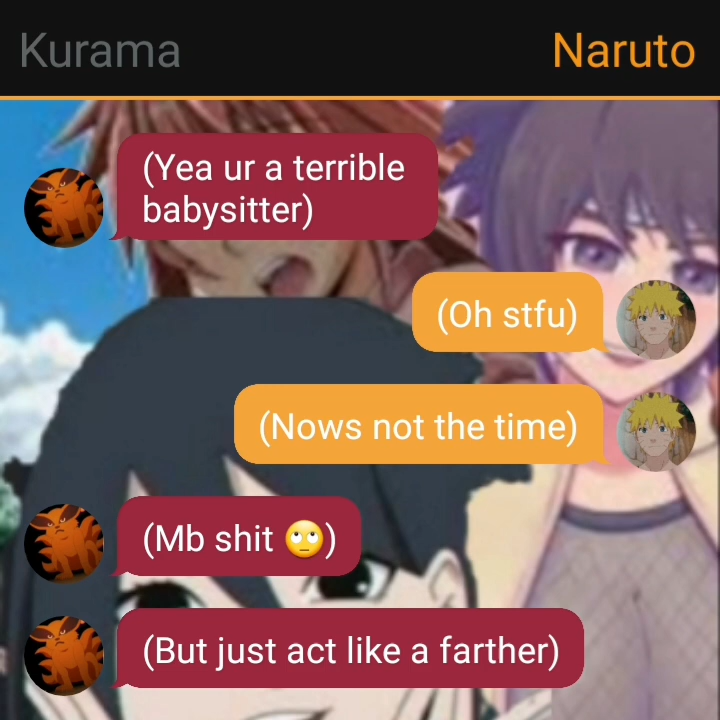 Kurama
Naruto
(Yea ur a terrible
babysitter)
(Oh stfu)
(Nows not the time)
(Mb shit 🙄)
(But just act like a farther)